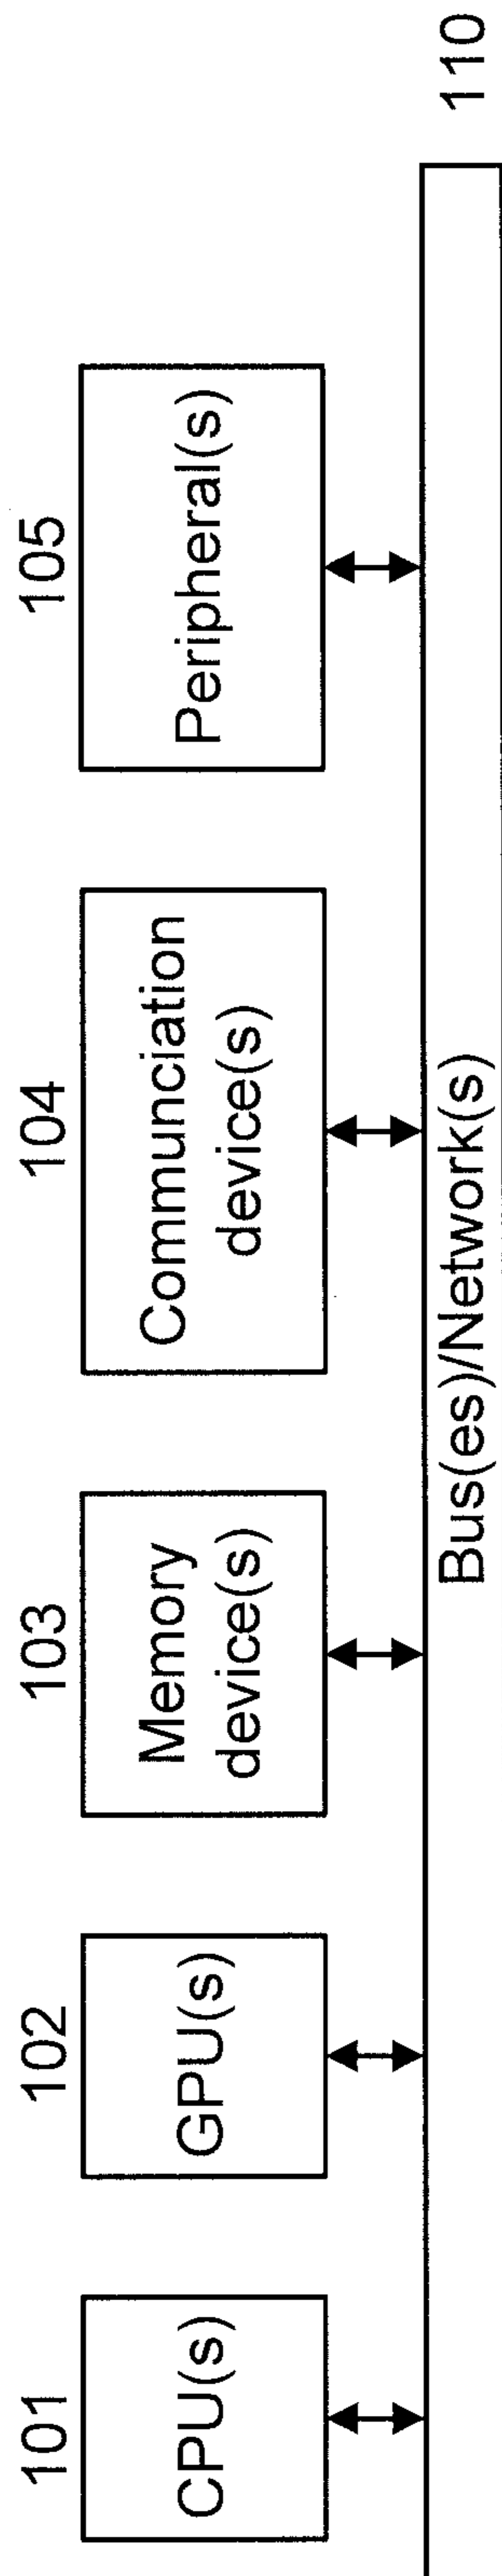 101
102
103
104
105
CPU(s)
GPU(s)
Memory
device(s)
Communciation
device(s)
Peripheral(s)
Bus(es)/Network(s)
110